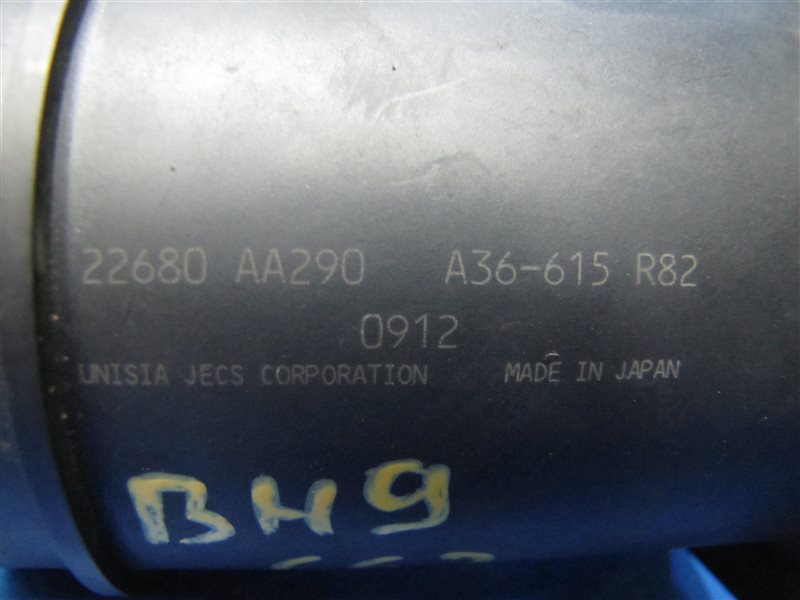 22680 AA290 A36-615 R82
0912
UNISIA JECS CORPORATION MADE IN JAPAN
BH9